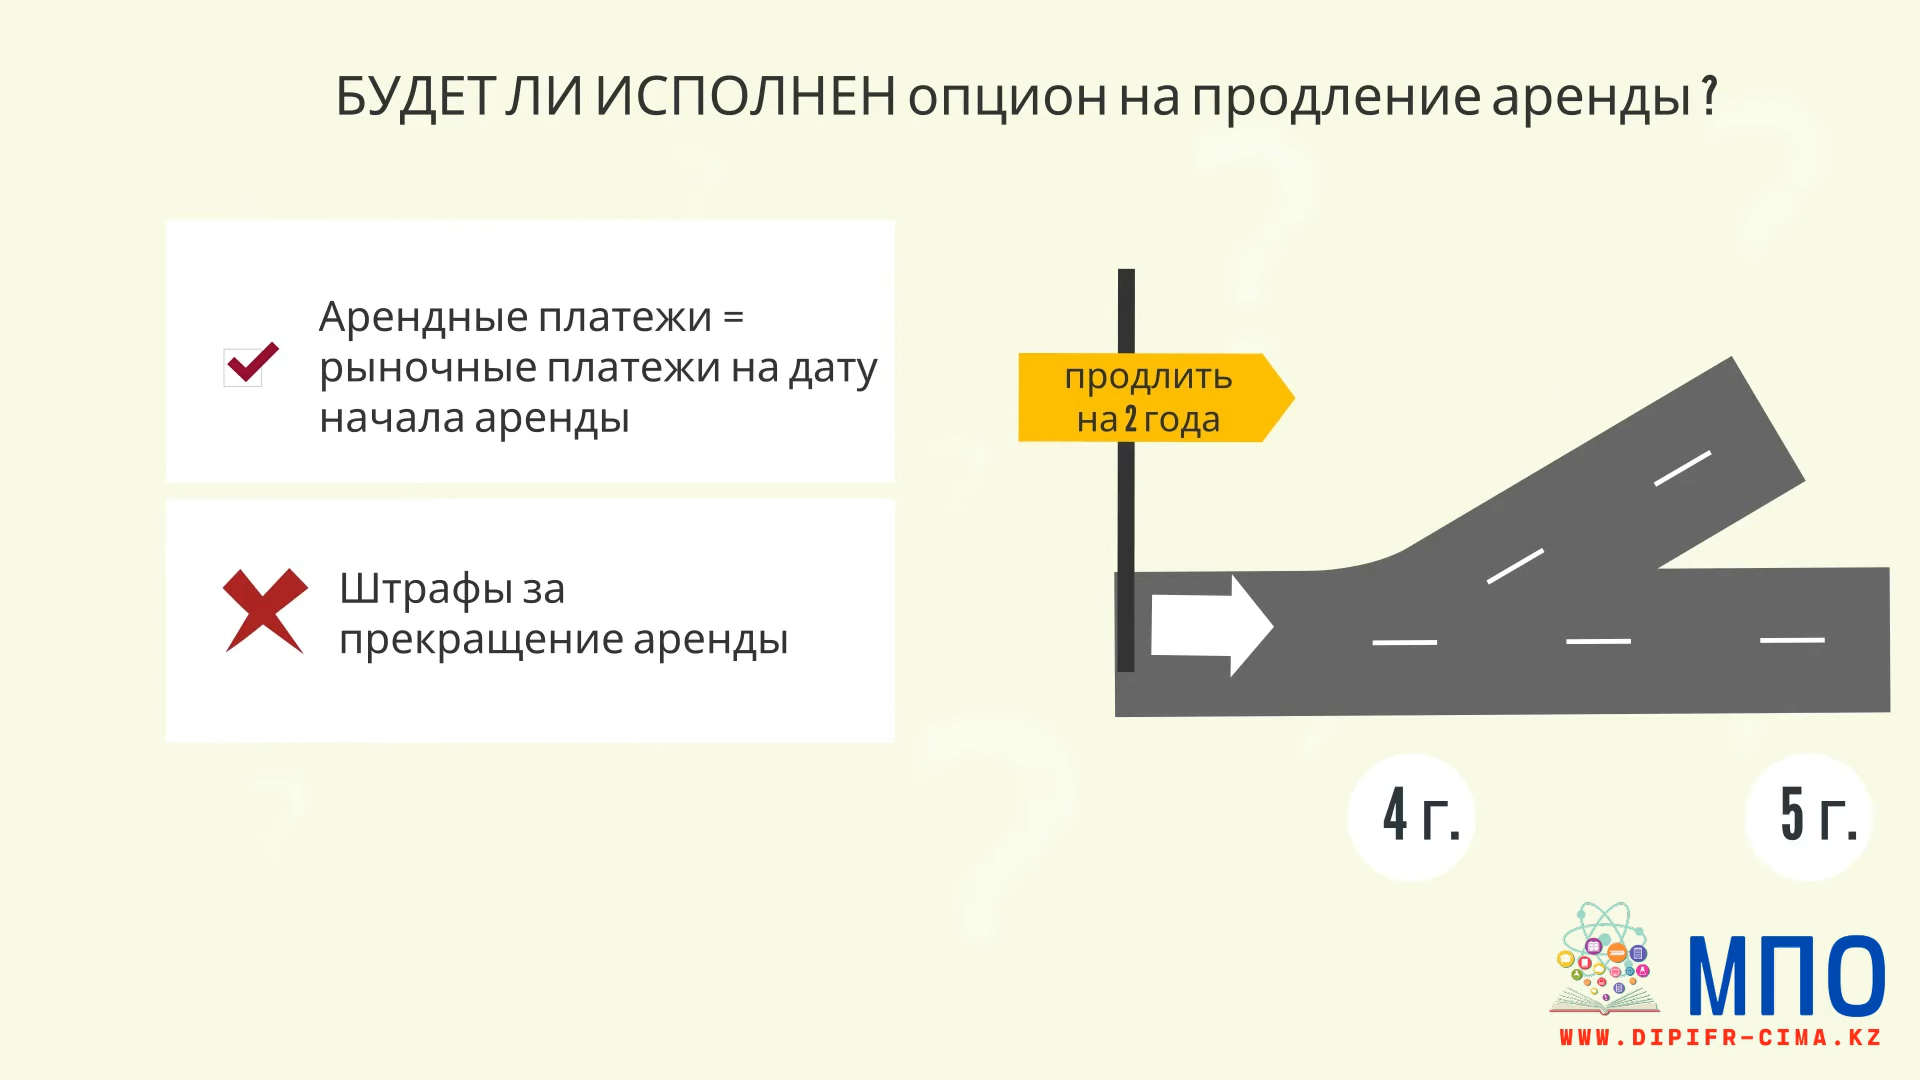 БУДЕТ ЛИ ИСПОЛНЕН опцион на продление аренды ?
Арендные платежи =
рыночные платежи на дату
начала аренды
Штрафы за
прекращение аренды
продлить
на 2 года
4 г.
5 г.
МПО
WWW.DIPIFR-CIMA.KZ